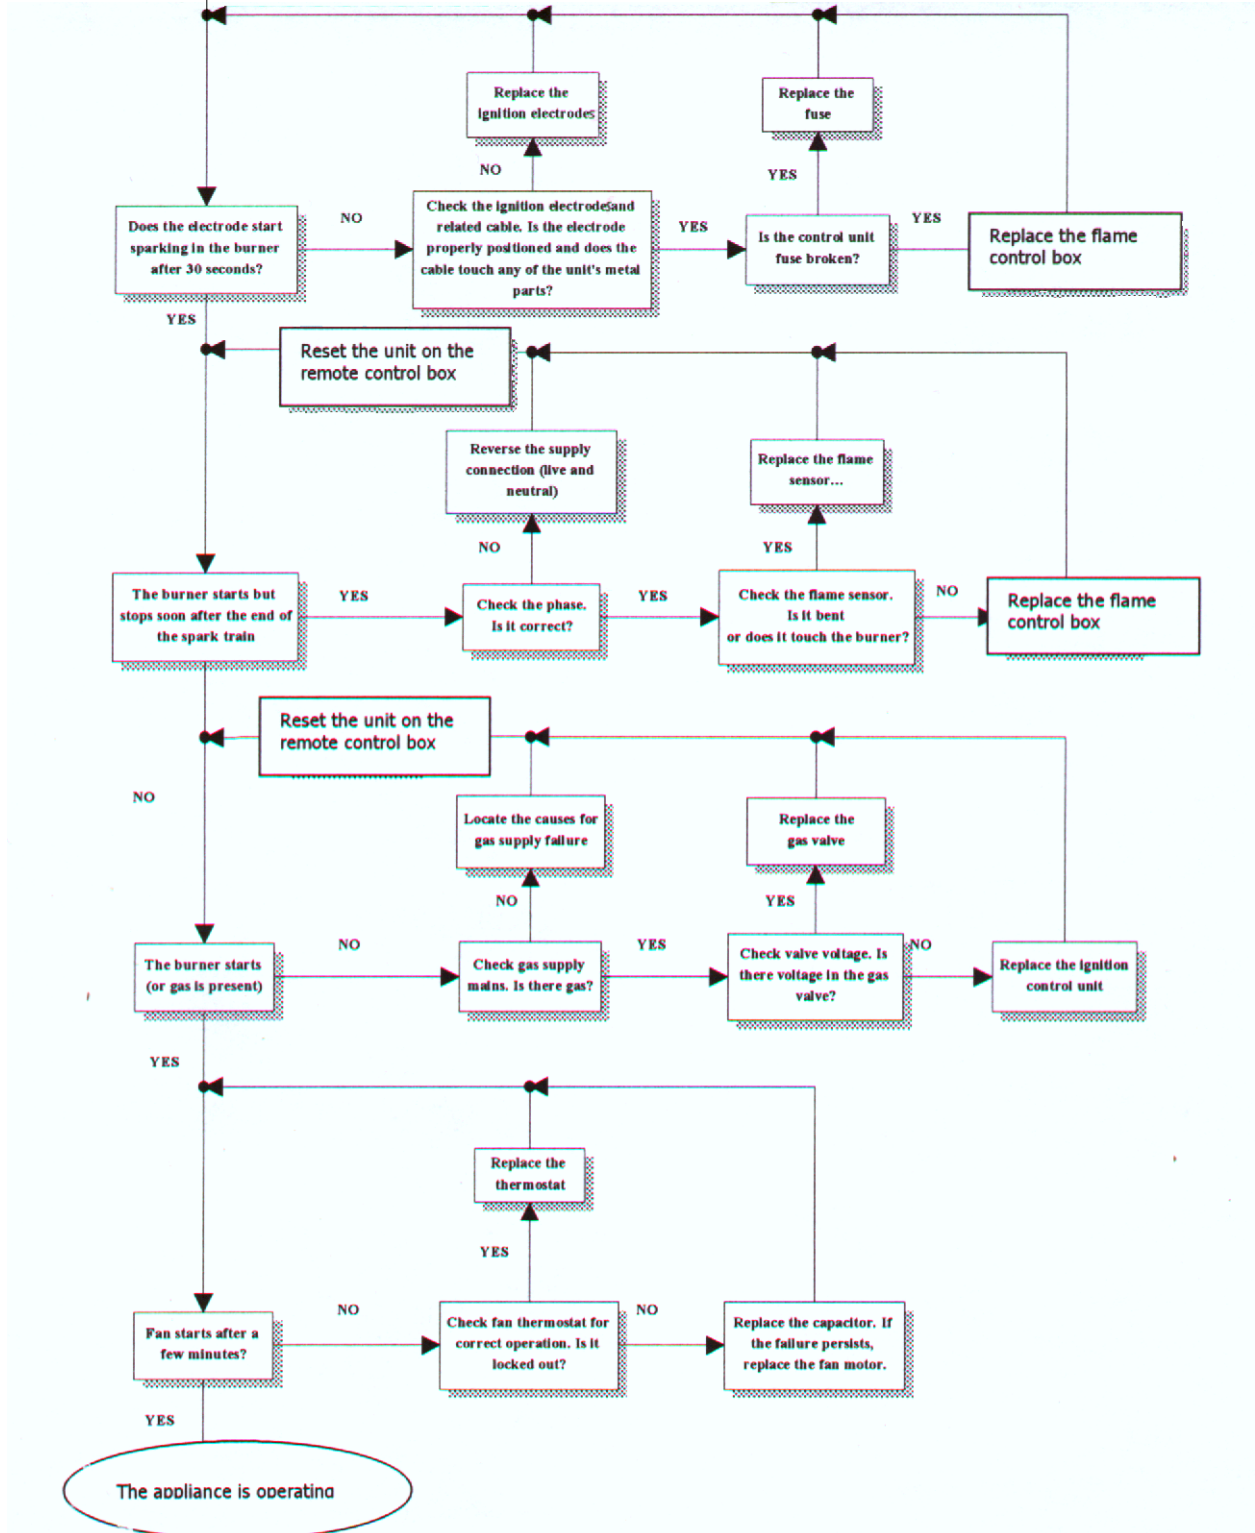 Replace the
ignition electrodes
Replace the
fuse
NO
YES
Does the electrode start
sparking in the burner
after 30 seconds?
NO
Check the ignition electrodesand
related cable. Is the electrode
properly positioned and does the
cable touch any of the unit's metal
parts?
YES
Is the control unit
fuse broken?
YES
Replace the flame
control box
YES
Reset the unit on the
remote control box
Reverse the supply
connection (live and
neutral)
Replace the flame
sensor...
NO
YES
The burner starts but
stops soon after the end of
the spark train
YES
Check the phase.
Is it correct?
YES
Check the flame sensor.
Is it bent
or does it touch the burner?
NO
Replace the flame
control box
Reset the unit on the
remote control box
NO
Locate the causes for
gas supply failure
Replace the
gas valve
NO
YES
The burner starts
(or gas is present)
NO
Check gas supply
mains. Is there gas?
YES
Check valve voltage. Is
there voltage in the gas
valve?
NO
Replace the ignition
control unit
YES
Replace the
thermostat
YES
Fan starts after a
few minutes?
NO
Check fan thermostat for
correct operation. Is it
locked out?
NO
Replace the capacitor. If
the failure persists,
replace the fan motor.
YES
The appliance is operating